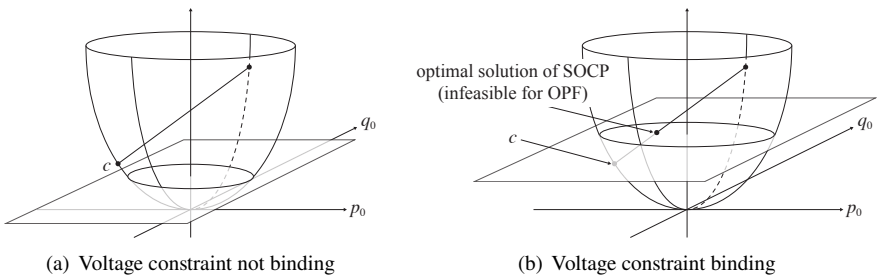 c
q₀
p₀
(a) Voltage constraint not binding
optimal solution of SOCP
(infeasible for OPF)
c
q₀
p₀
(b) Voltage constraint binding